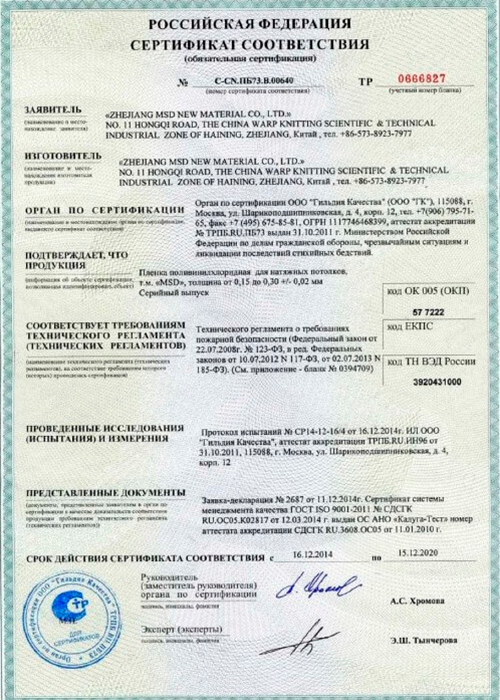 РОССИЙСКАЯ ФЕДЕРАЦИЯ
СЕРТИФИКАТ СООТВЕТСТВИЯ
(обязательная сертификация)
№ С-CN.ПБ73.В.00640 ТР 0666827
(номер сертификата соответствия) (учетный номер бланка)
ЗАЯВИТЕЛЬ
(наименование и место-
нахождение заявителя)
«ZHEJIANG MSD NEW MATERIAL CO., LTD.»
NO. 11 HONGQI ROAD, THE CHINA WARP KNITTING SCIENTIFIC & TECHNICAL
INDUSTRIAL ZONE OF HAINING, ZHEJIANG, Китай , тел. +86-573-8923-7977
ИЗГОТОВИТЕЛЬ
(наименование и место-
нахождение изготовителя
продукции)
«ZHEJIANG MSD NEW MATERIAL CO., LTD.»
NO. 11 HONGQI ROAD, THE CHINA WARP KNITTING SCIENTIFIC & TECHNICAL
INDUSTRIAL ZONE OF HAINING, ZHEJIANG, Китай , тел. +86-573-8923-7977
ОРГАН ПО СЕРТИФИКАЦИИ
(наименование и местонахождение органа по сертификации,
выдавшего сертификат соответствия)
Орган по сертификации ООО "Гильдия Качества" (ООО "ГК"), 115088, г.
Москва, ул. Шарикоподшипниковская, д. 4, корп. 12, тел. +7(906) 795-71-
65, факс +7 (495) 675-85-81, ОГРН 1117746468399, аттестат аккредитации
№ ТРПБ.RU.ПБ73 выдан 31.10.2011 г. Министерством Российской
Федерации по делам гражданской обороны, чрезвычайным ситуациям и
ликвидации последствий стихийных бедствий.
ПОДТВЕРЖДАЕТ, ЧТО
ПРОДУКЦИЯ
(информация об объекте сертификации,
позволяющая идентифицировать объект)
Пленка поливинилхлоридная для натяжных потолков,
т.м. «MSD», толщина от 0,15 до 0,30 +/- 0,02 мм
Серийный выпуск
код ОК 005 (ОКП)
57 7222
код ЕКПС
код ТН ВЭД России
3920431000
СООТВЕТСТВУЕТ ТРЕБОВАНИЯМ
ТЕХНИЧЕСКОГО РЕГЛАМЕНТА
(ТЕХНИЧЕСКИХ РЕГЛАМЕНТОВ)
(наименование технического регламента (технических
регламентов), на соответствие требованиям которого
(которых) проводилась сертификация)
Технического регламента о требованиях
пожарной безопасности (Федеральный закон от
22.07.2008г. № 123-ФЗ, в ред. Федеральных
закон от 10.07.2012 N 117-ФЗ, от 02.07.2013 N
185-ФЗ). (См. приложение - бланк № 0394709)
ПРОВЕДЕННЫЕ ИССЛЕДОВАНИЯ
(ИСПЫТАНИЯ) И ИЗМЕРЕНИЯ
Протокол испытаний № СР14-12-16/4 от 16.12.2014г. ИЛ ООО
"Гильдия Качества", аттестат аккредитации ТРПБ.RU.ИН96 от
31.10.2011, 115088, г. Москва, ул. Шарикоподшипниковская, д. 4,
корп. 12
ПРЕДСТАВЛЕННЫЕ ДОКУМЕНТЫ
(документы, представленные заявителем в орган по
сертификации в качестве доказательств соответствия
продукции требованиям технического регламента
(технических регламентов))
Заявка-декларация № 2687 от 11.12.2014г. Сертификат системы
менеджмента качества ГОСТ ISO 9001-2011 № СДСГК
RU.OC05.K02817 от 12.03.2014 г. выдан ОС АНО «Калуга-Тест» номер
аттестата аккредитации СДСГК RU.3608.ОС05 от 11.01.2010 г.
СРОК ДЕЙСТВИЯ СЕРТИФИКАТА СООТВЕТСТВИЯ с 16.12.2014 по 15.12.2020
Руководитель
(заместитель руководителя)
органа по сертификации
подпись, инициалы, фамилия
А.С. Хромова
Эксперт (эксперты)
подпись, инициалы, фамилия
Э.Ш. Тынчерова
Орган по сертификации ООО "Гильдия Качества" ТРПБ.RU.ПБ73
ДЛЯ
СЕРТИФИКАТОВ
М.П.